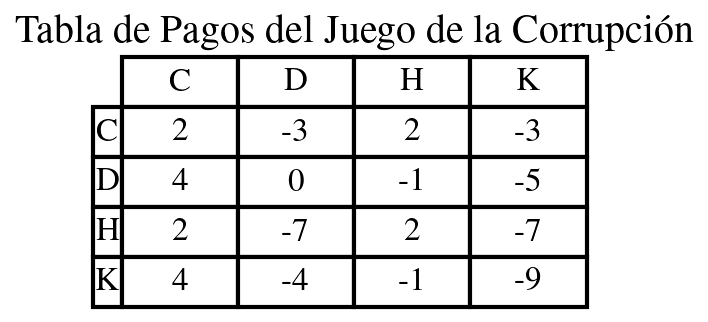 Tabla de Pagos del Juego de la Corrupción
C D H K
C 2 -3 2 -3
D 4 0 -1 -5
H 2 -7 2 -7
K 4 -4 -1 -9